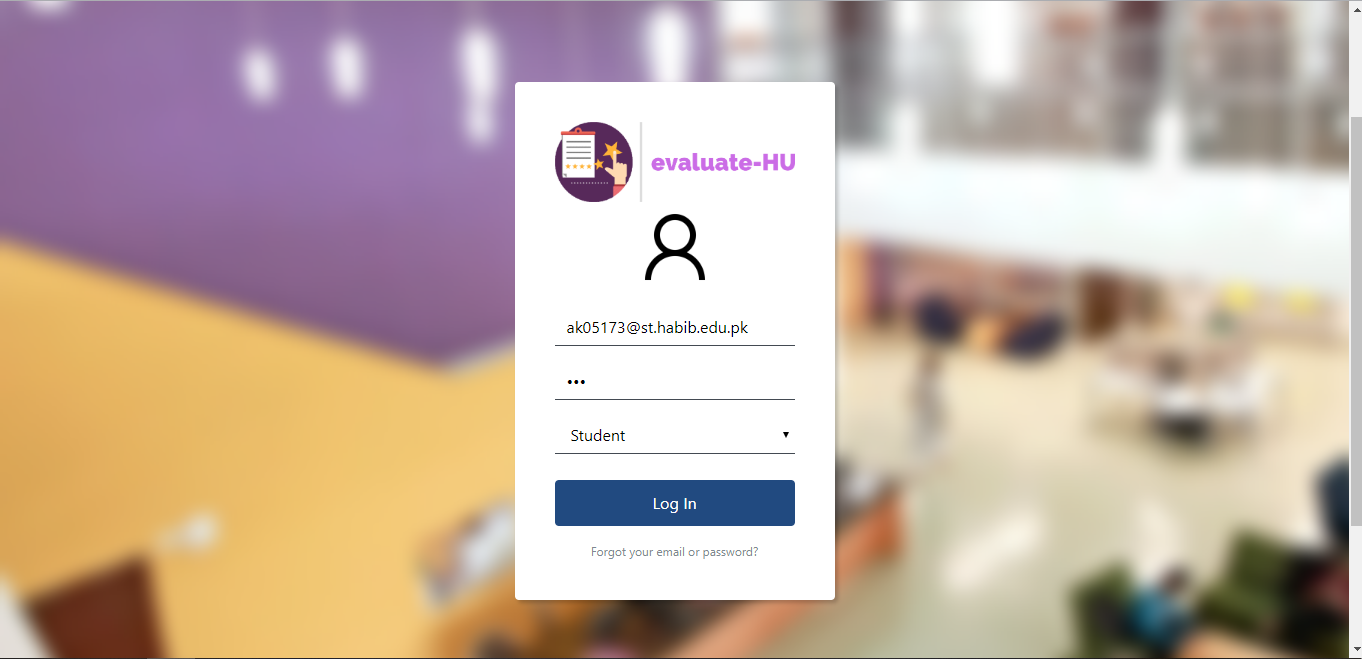 evaluate-HU
ak05173@st.habib.edu.pk
•••
Student
Log In
Forgot your email or password?